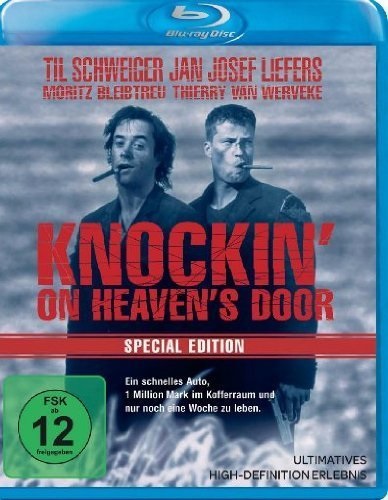 Blu-ray Disc
TIL SCHWEIGER JAN JOSEF LIEFERS
MORITZ BLEIBTREU THIERRY VAN WERVEKE
KNOCKIN'
ON HEAVEN'S DOOR
SPECIAL EDITION
Ein schnelles Auto,
1 Million Mark im Kofferraum und
nur noch eine Woche zu leben.
FSK
ab
12
freigegeben
ULTIMATIVES
HIGH-DEFINITION ERLEBNIS